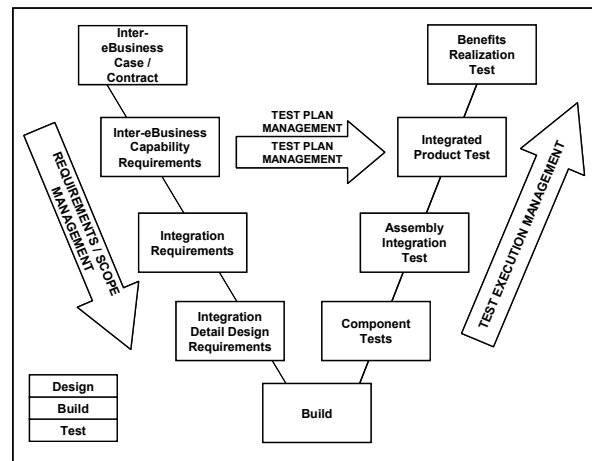 Inter-
eBusiness
Case /
Contract
Benefits
Realization
Test
TEST PLAN
MANAGEMENT
TEST PLAN
MANAGEMENT
Inter-eBusiness
Capability
Requirements
Integrated
Product Test
REQUIREMENTS / SCOPE
MANAGEMENT
TEST EXECUTION MANAGEMENT
Integration
Requirements
Assembly
Integration
Test
Integration
Detail Design
Requirements
Component
Tests
Build
Design
Build
Test